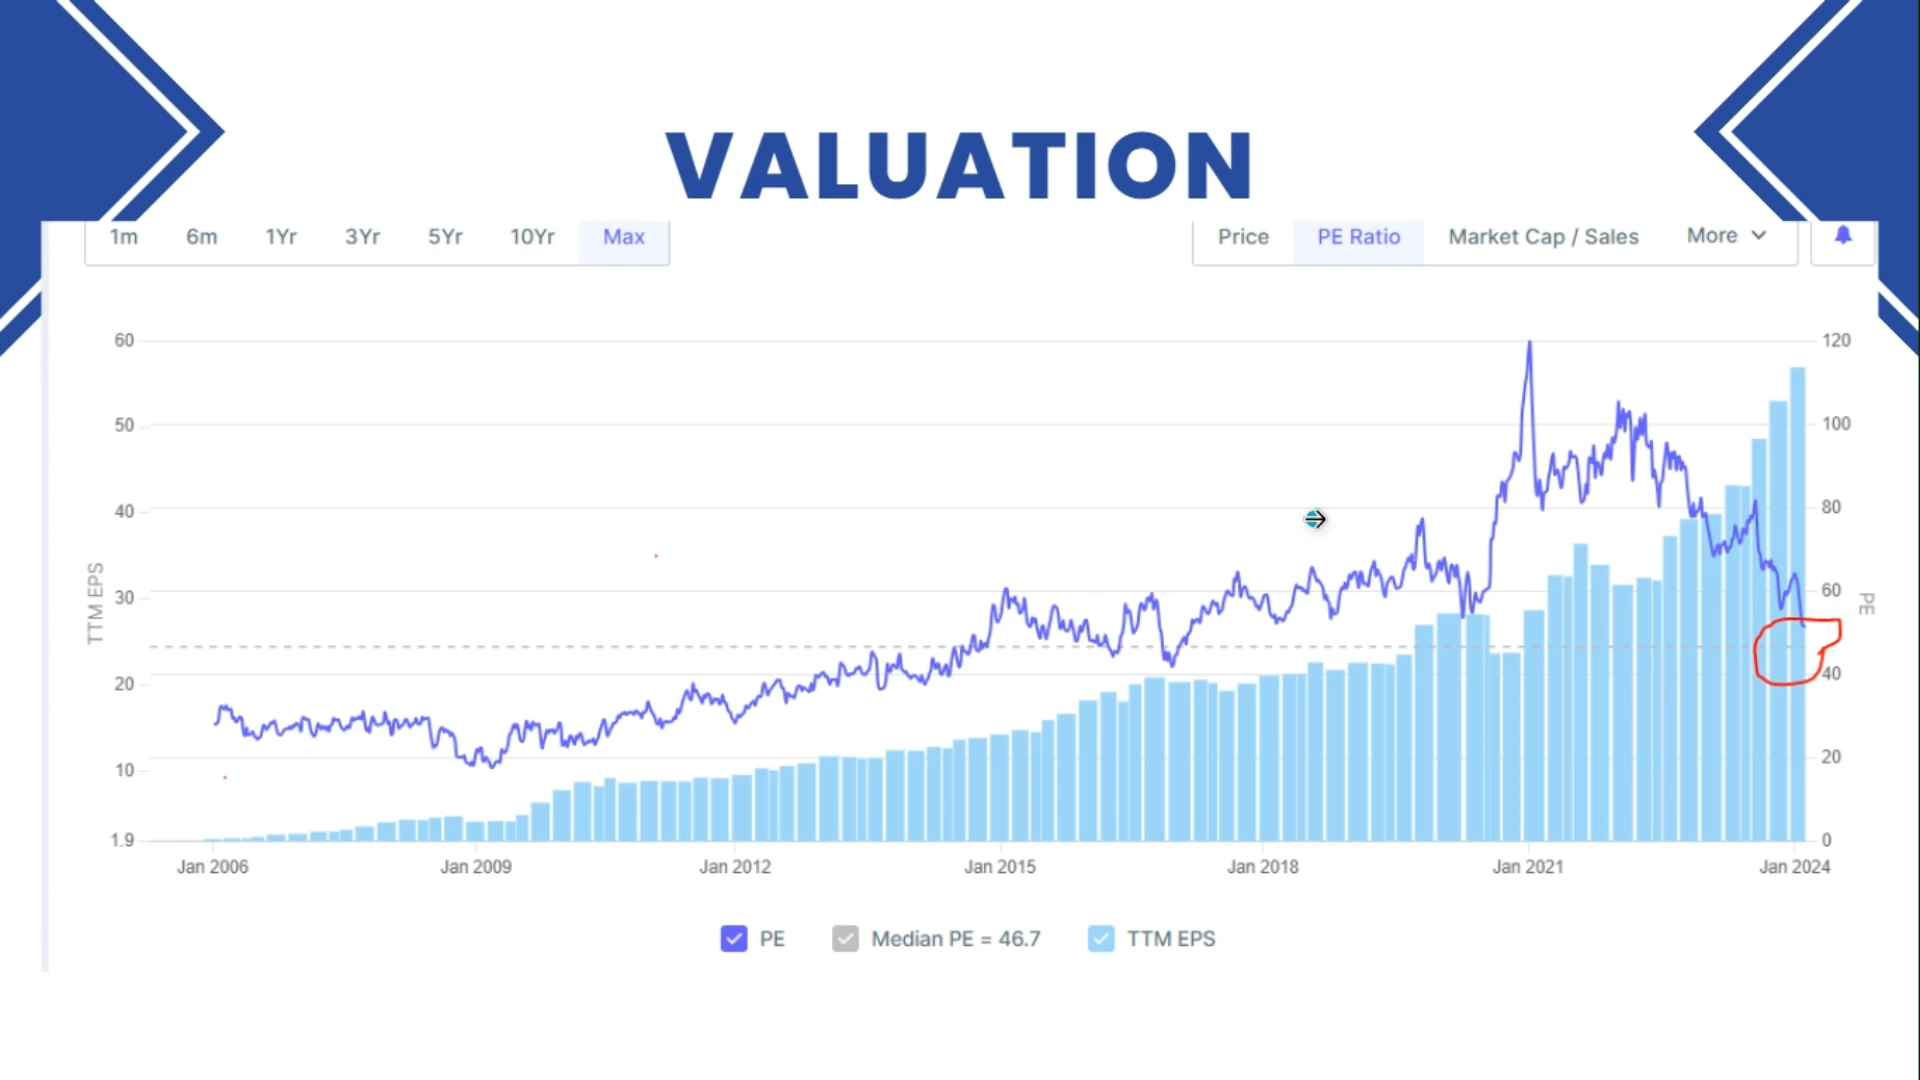 VALUATION
1m 6m 1Yr 3Yr 5Yr 10Yr Max
Price PE Ratio Market Cap / Sales More
60
50
40
30
20
10
1.9
TTM EPS
120
100
80
60
40
20
0
PE
Jan 2006 Jan 2009 Jan 2012 Jan 2015 Jan 2018 Jan 2021 Jan 2024
PE Median PE = 46.7 TTM EPS